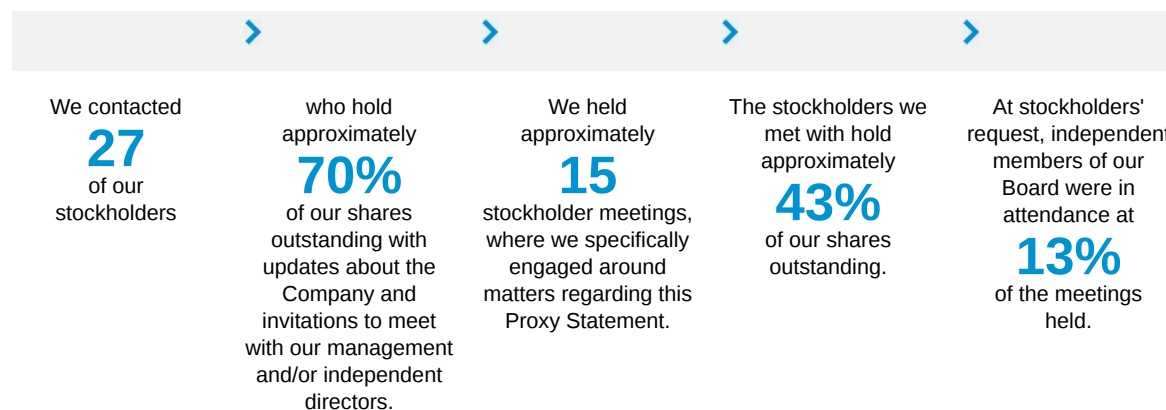 We contacted
27
of our
stockholders
who hold
approximately
70%
of our shares
outstanding with
updates about the
Company and
invitations to meet
with our management
and/or independent
directors.
We held
approximately
15
stockholder meetings,
where we specifically
engaged around
matters regarding this
Proxy Statement.
The stockholders we
met with hold
approximately
43%
of our shares
outstanding.
At stockholders'
request, independent
members of our
Board were in
attendance at
13%
of the meetings
held.